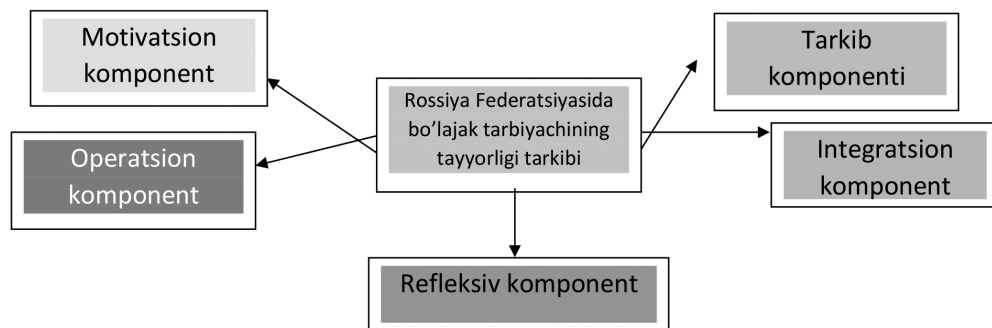 Motivatsion
komponent
Tarkib
komponenti
Rossiya Federatsiyasida
bo’lajak tarbiyachining
tayyorligi tarkibi
Operatsion
komponent
Integratsion
komponent
Refleksiv komponent